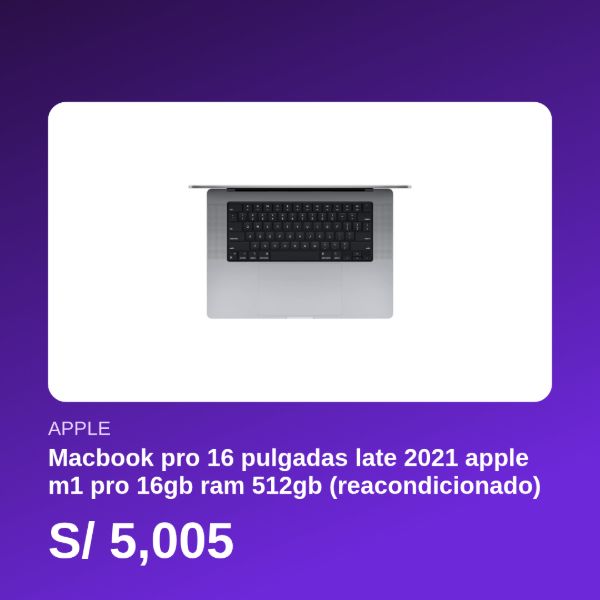 APPLE
Macbook pro 16 pulgadas late 2021 apple
m1 pro 16gb ram 512gb (reacondicionado)
S/ 5,005